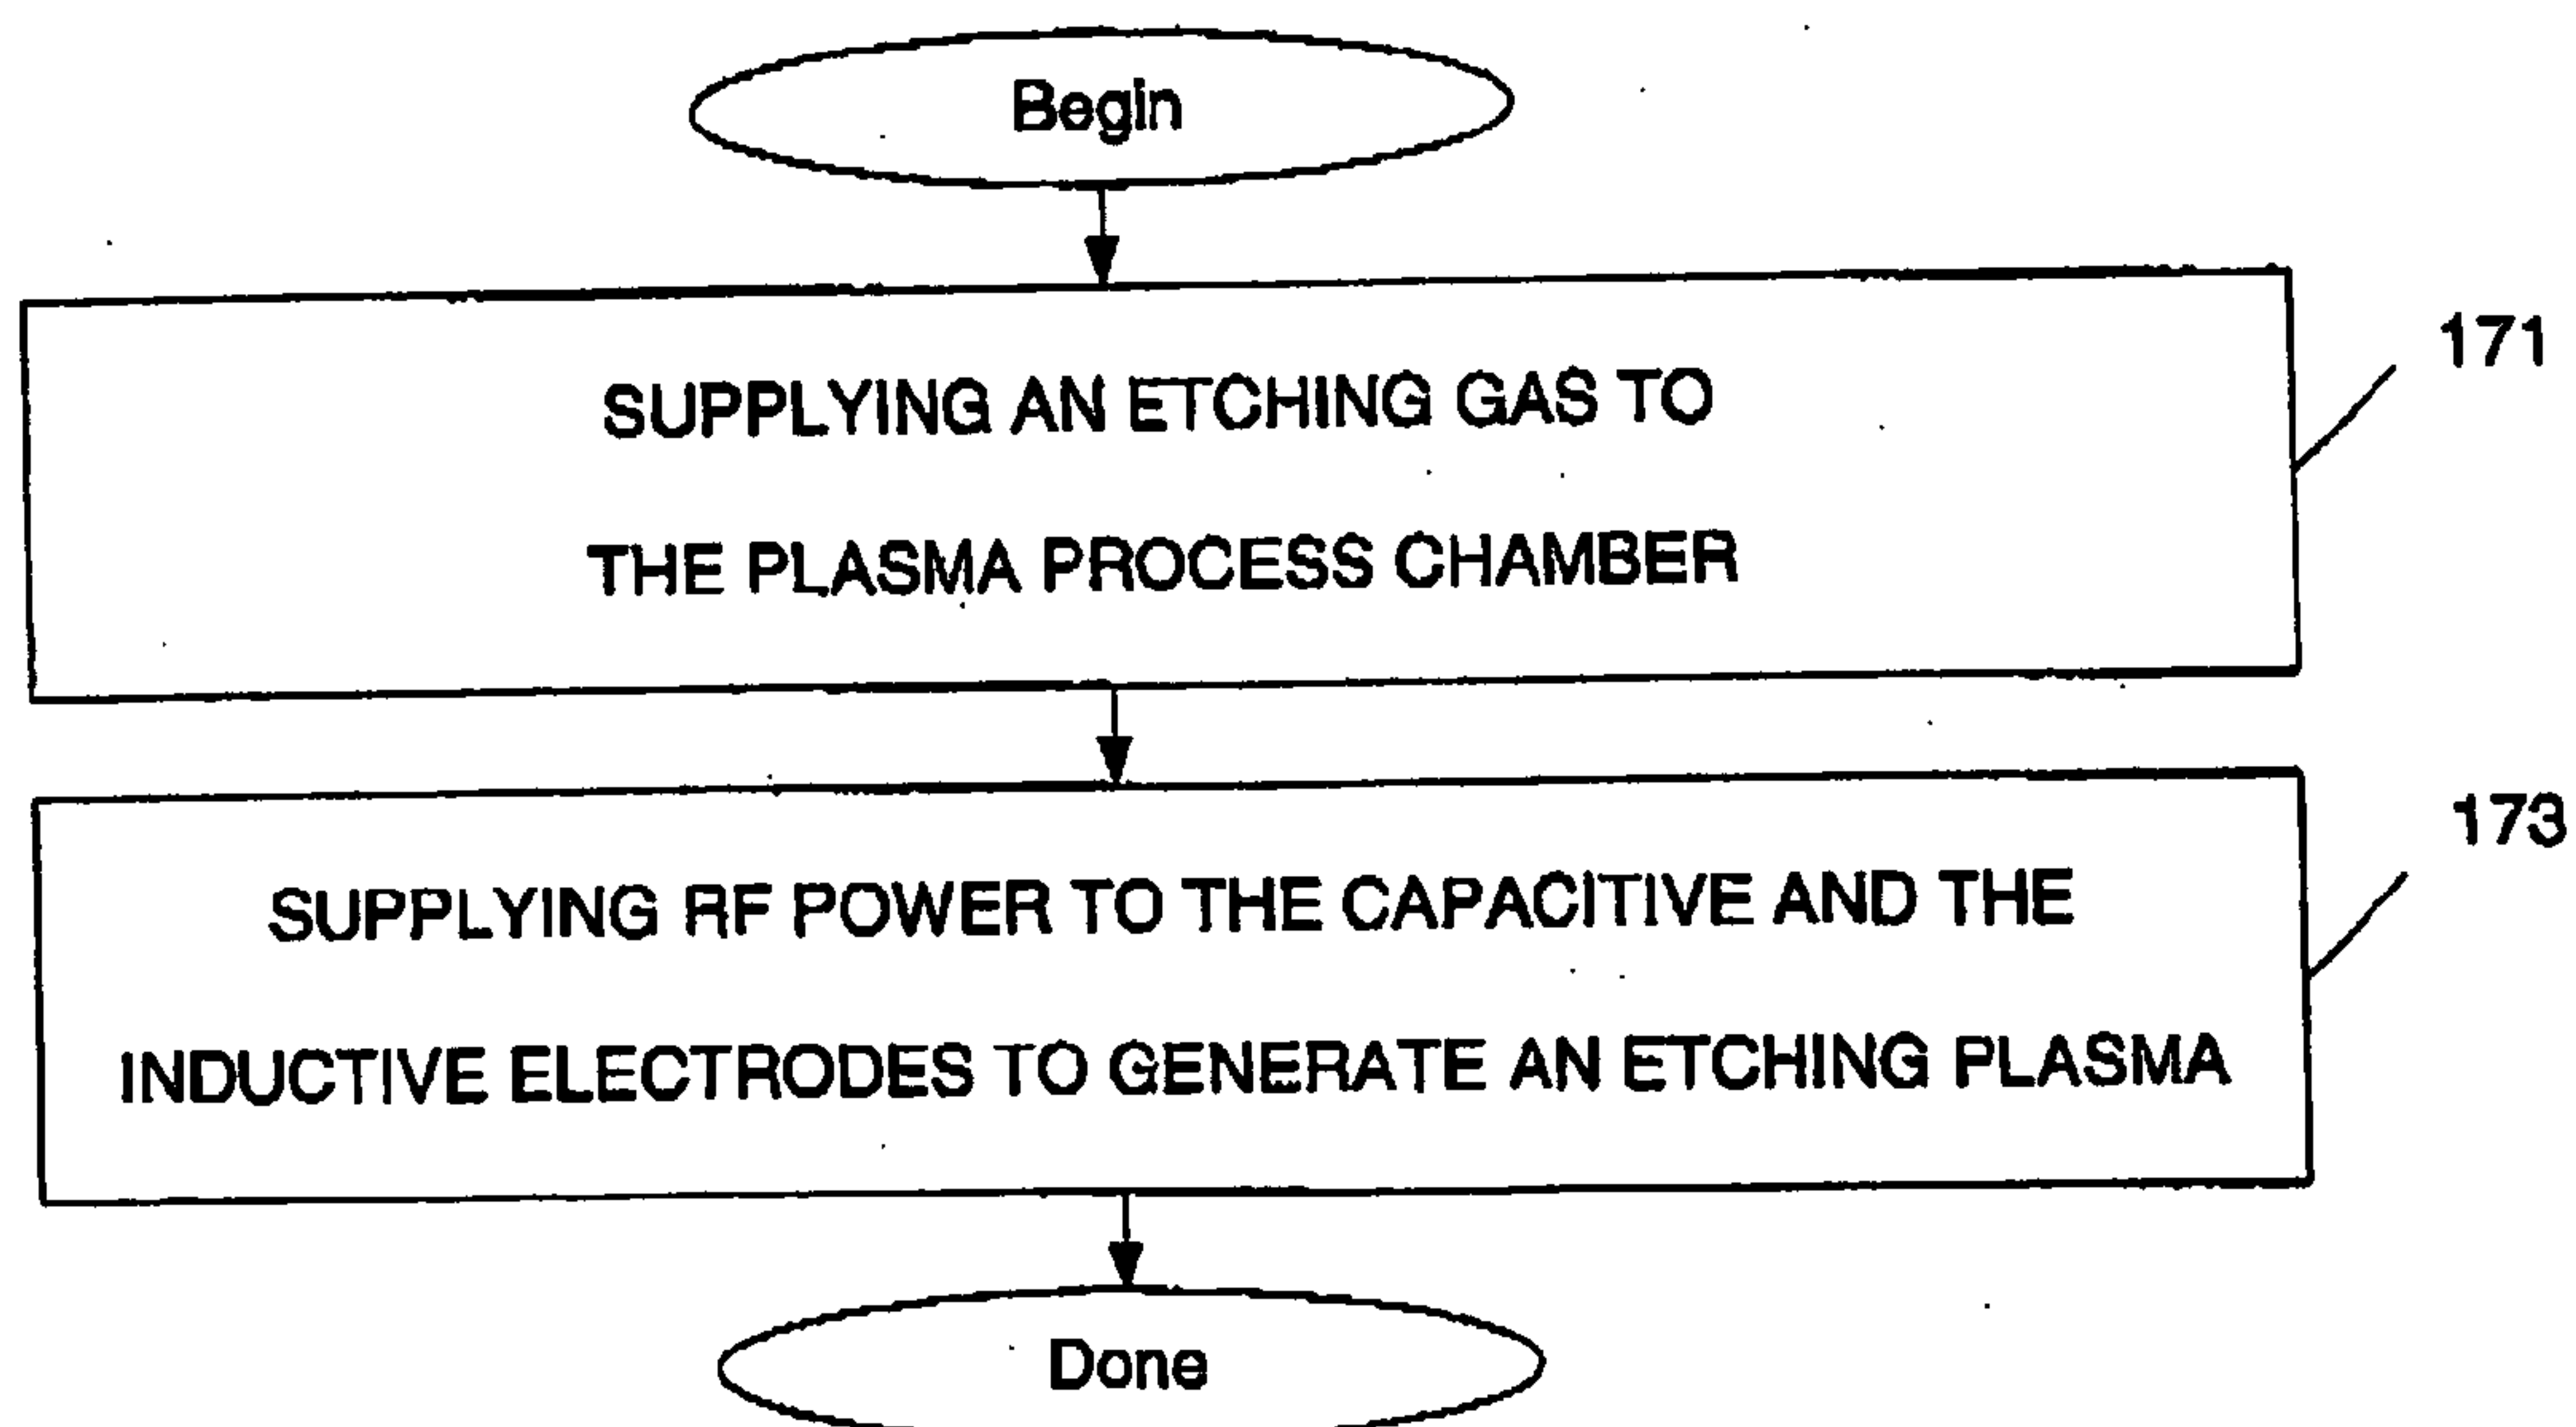 Begin
171
SUPPLYING AN ETCHING GAS TO
THE PLASMA PROCESS CHAMBER
173
SUPPLYING RF POWER TO THE CAPACITIVE AND THE
INDUCTIVE ELECTRODES TO GENERATE AN ETCHING PLASMA
Done